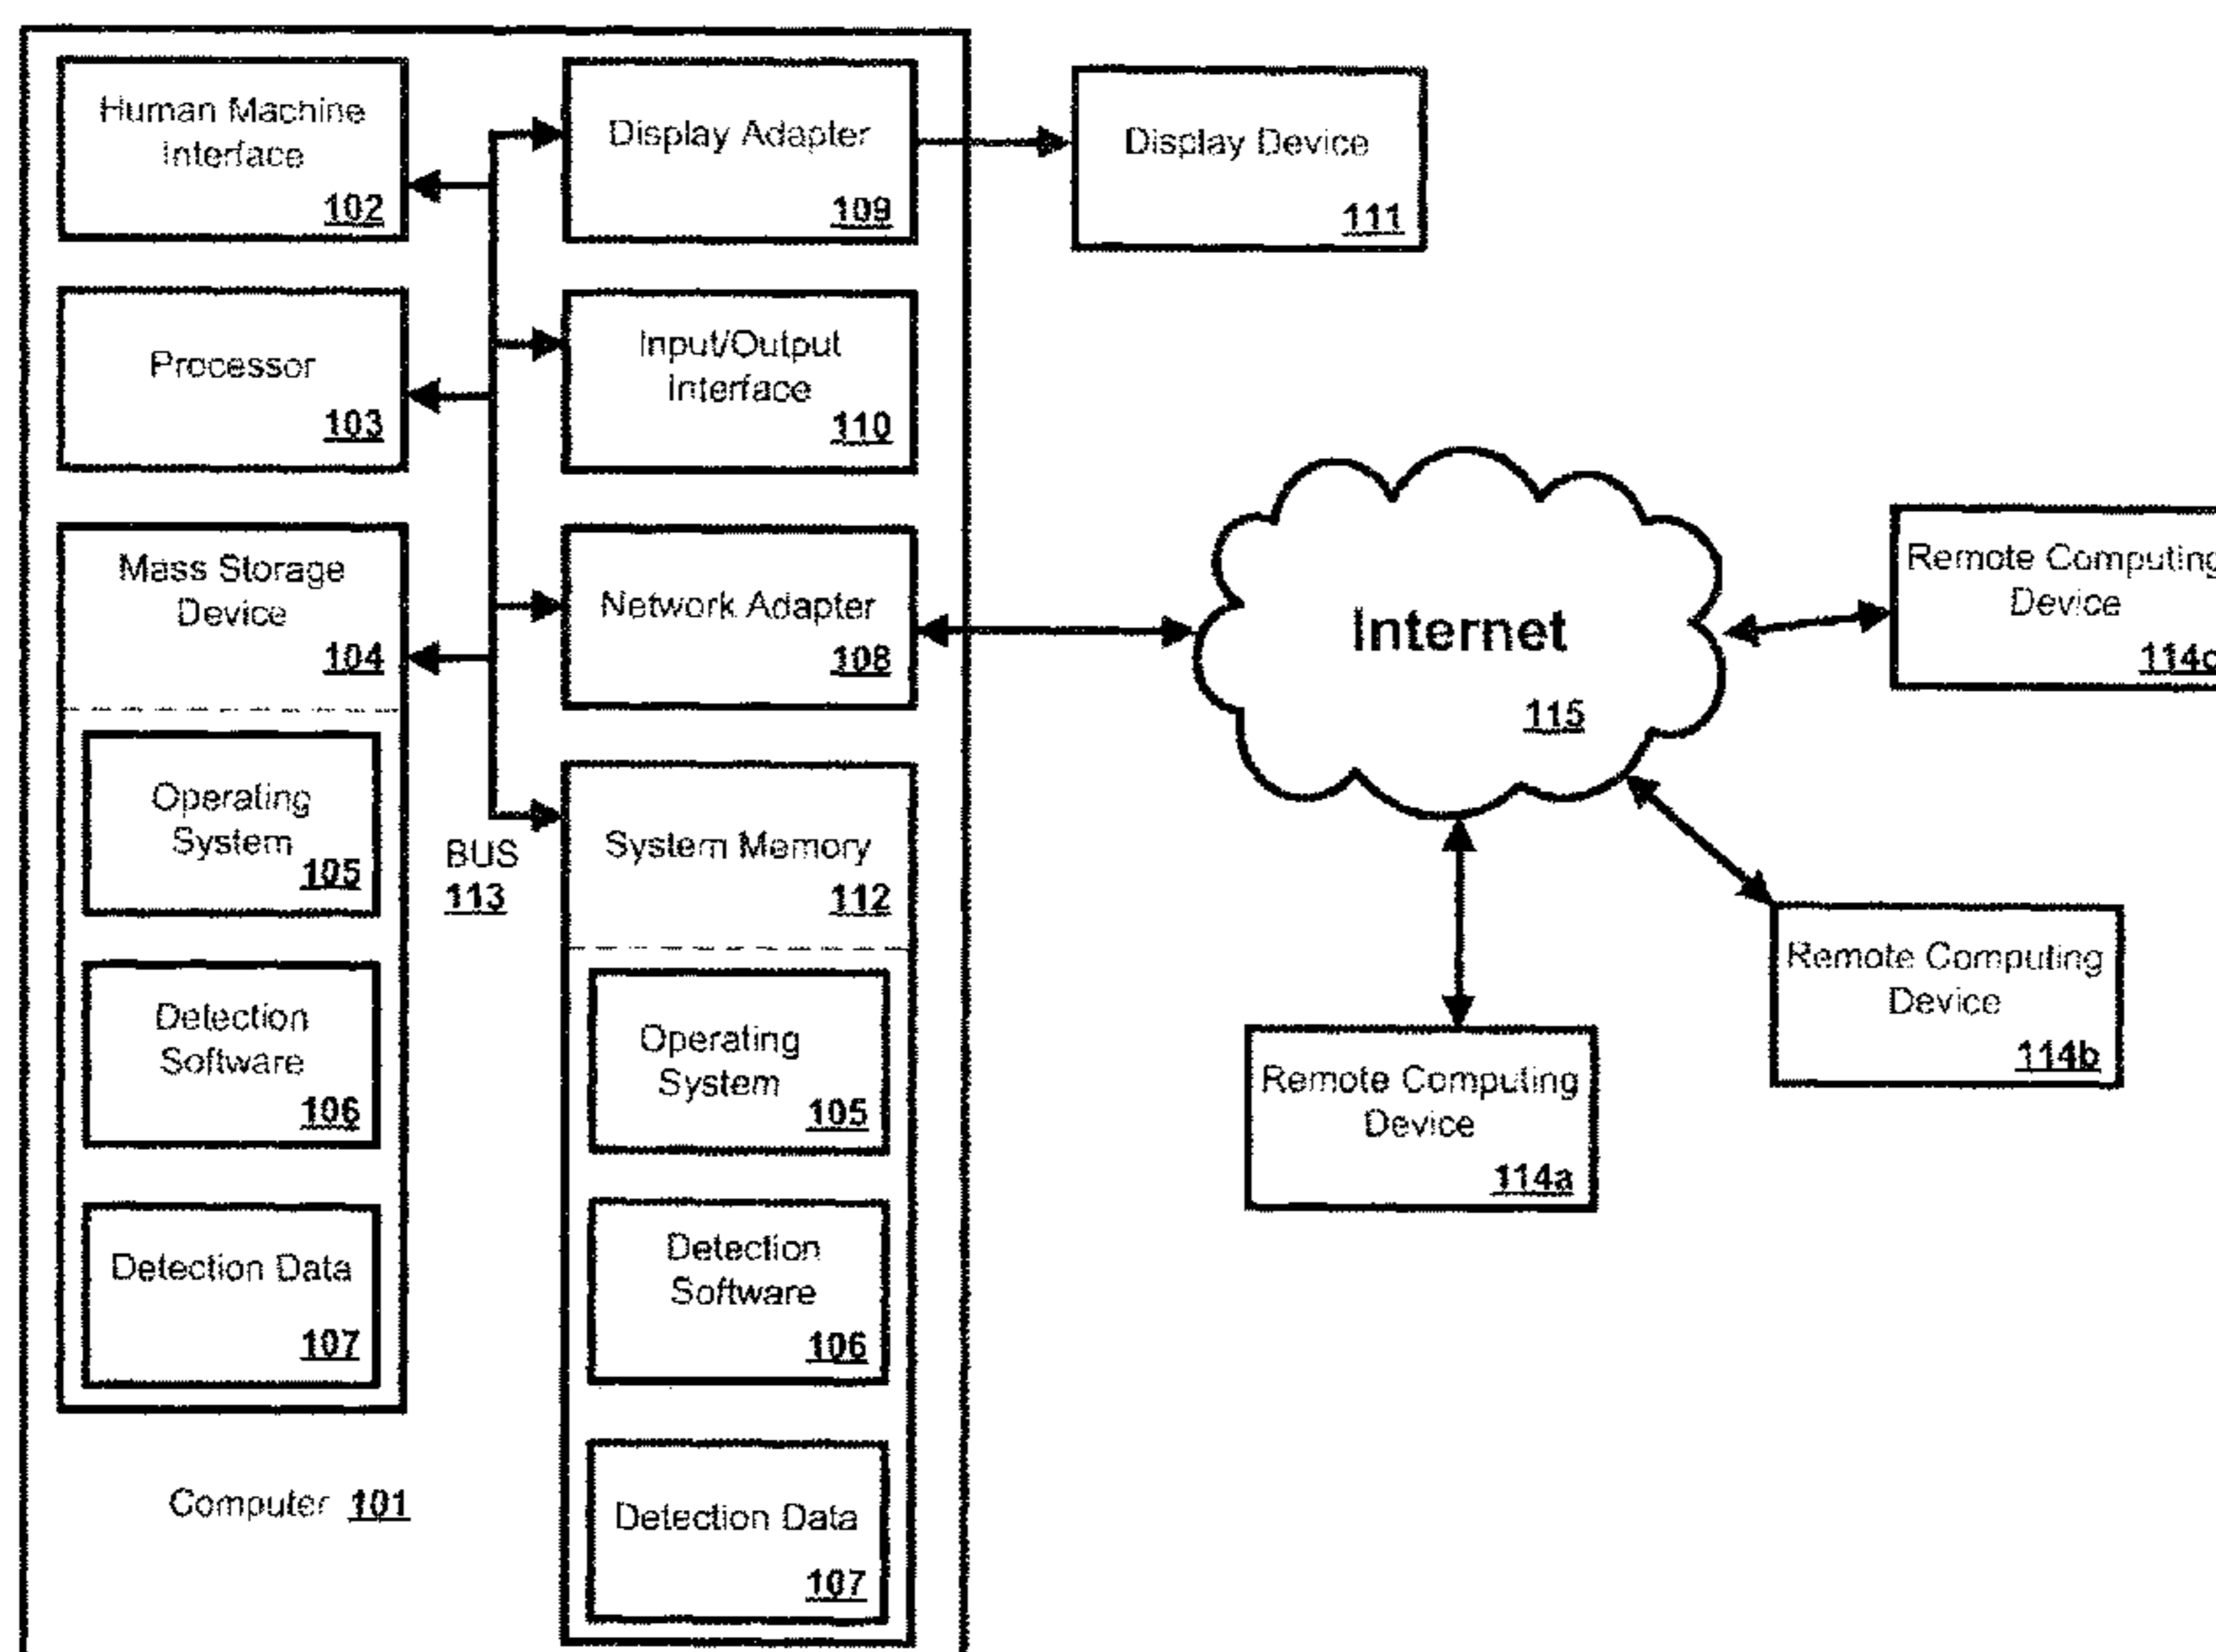 Human Machine
Interface
102
Display Adapter
109
Display Device
111
Processor
103
Input/Output
Interface
110
Mass Storage
Device
104
Network Adapter
108
Internet
115
Remote Computing
Device
114c
Operating
System
105
BUS
113
System Memory
112
Remote Computing
Device
114b
Detection
Software
106
Operating
System
105
Remote Computing
Device
114a
Detection Data
107
Detection
Software
106
Computer 101
Detection Data
107